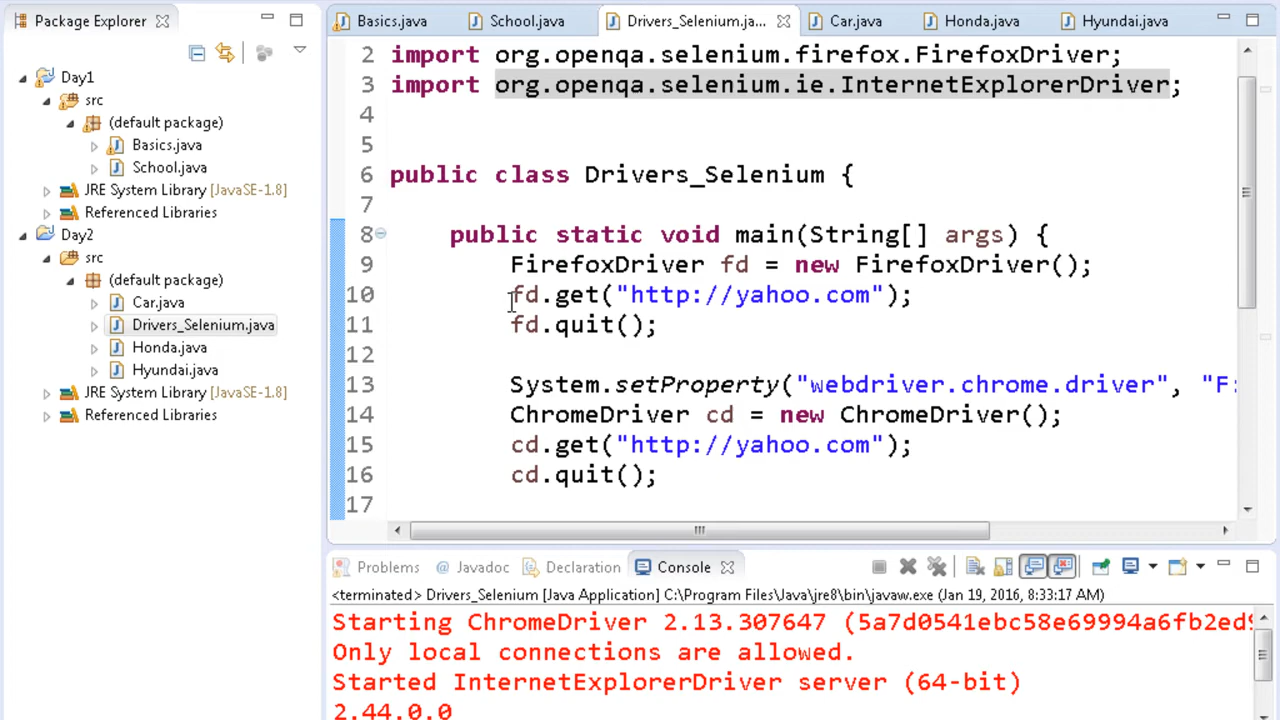 Package Explorer
Day1
src
(default package)
Basics.java
School.java
JRE System Library [JavaSE-1.8]
Referenced Libraries
Day2
src
(default package)
Car.java
Drivers_Selenium.java
Honda.java
Hyundai.java
JRE System Library [JavaSE-1.8]
Referenced Libraries
Basics.java School.java Drivers_Selenium.ja... Car.java Honda.java Hyundai.java
2 import org.openqa.selenium.firefox.FirefoxDriver;
3 import org.openqa.selenium.ie.InternetExplorerDriver;
4
5
6 public class Drivers_Selenium {
7
8 public static void main(String[] args) {
9 FirefoxDriver fd = new FirefoxDriver();
10 fd.get("http://yahoo.com");
11 fd.quit();
12
13 System.setProperty("webdriver.chrome.driver", "F:
14 ChromeDriver cd = new ChromeDriver();
15 cd.get("http://yahoo.com");
16 cd.quit();
17
Problems @ Javadoc Declaration Console
<terminated> Drivers_Selenium [Java Application] C:\Program Files\Java\jre8\bin\javaw.exe (Jan 19, 2016, 8:33:17 AM)
Starting ChromeDriver 2.13.307647 (5a7d0541ebc58e69994a6fb2ed9
Only local connections are allowed.
Started InternetExplorerDriver server (64-bit)
2.44.0.0